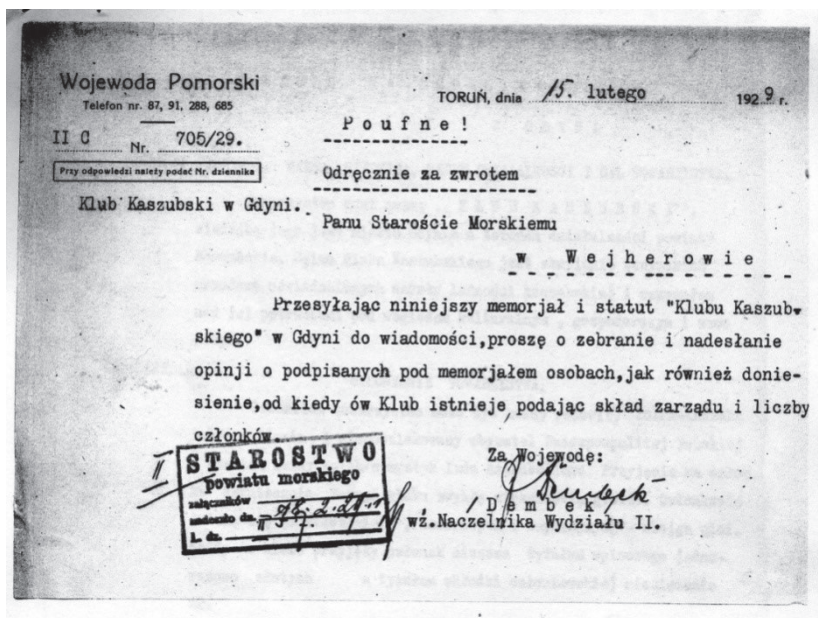 Wojewoda Pomorski
Telefon nr. 87, 91, 288, 685
TORUŃ, dnia 15. lutego 1929 r.
Poufne!
II C Nr. 705/29.
Przy odpowiedzi należy podać Nr. dziennika
Odręcznie za zwrotem
Klub Kaszubski w Gdyni.
Panu Staroście Morskiemu
w Wejherowie
Przesyłając niniejszy memorjał i statut "Klubu Kaszub-
skiego" w Gdyni do wiadomości,proszę o zebranie i nadesłanie
opinji o podpisanych pod memorjałem osobach,jak również donie-
sienie,od kiedy ów Klub istnieje podając skład zarządu i liczby
członków.
II
STAROSTWO
powiatu morskiego
załączników
nadeszło dn.
L. dz.
Za Wojewodę:
Dembek
/ Dembek /
wż.Naczelnika Wydziału II.